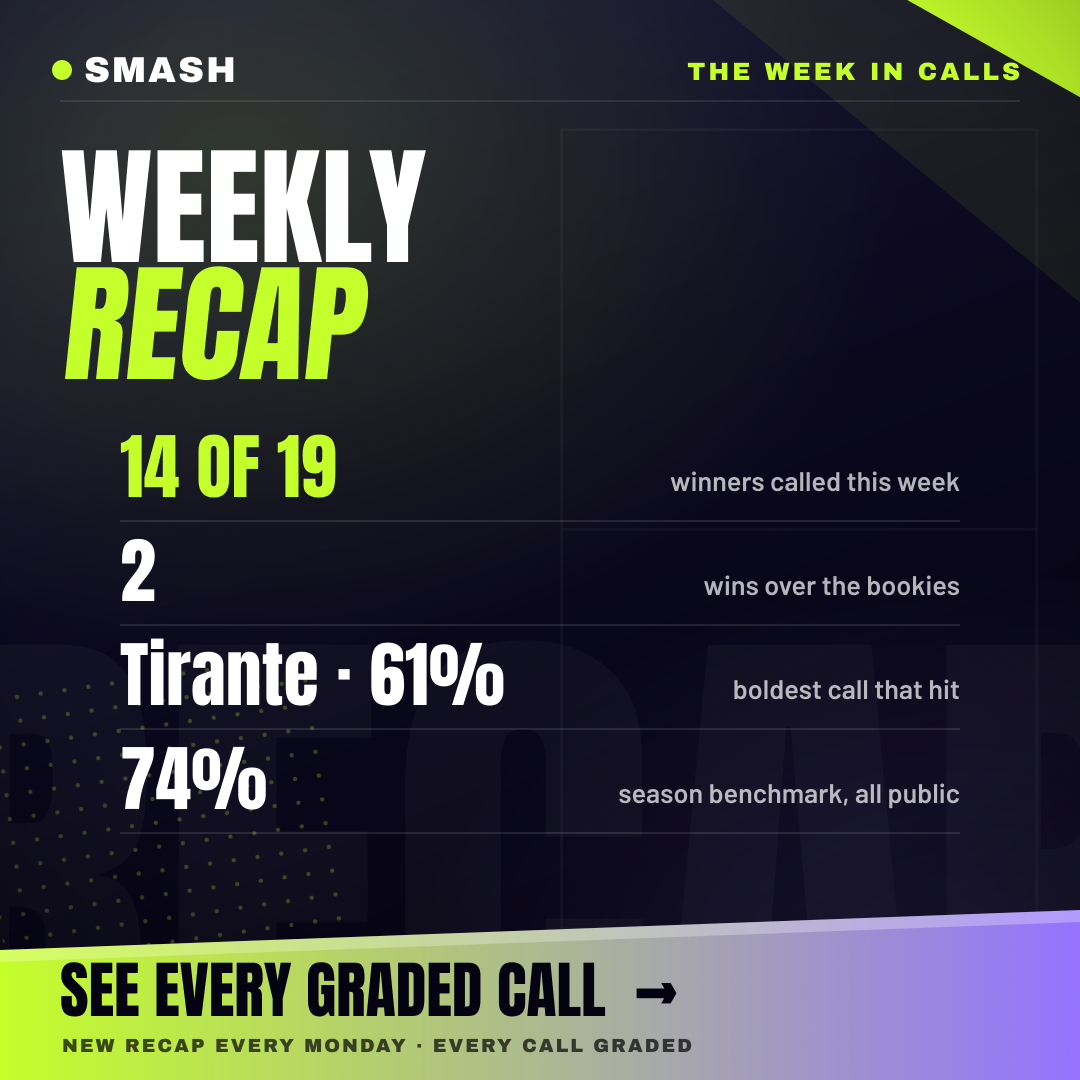 SMASH
THE WEEK IN CALLS
WEEKLY
RECAP
14 OF 19
winners called this week
2
wins over the bookies
Tirante · 61%
boldest call that hit
74%
season benchmark, all public
RECAP
SEE EVERY GRADED CALL →
NEW RECAP EVERY MONDAY · EVERY CALL GRADED